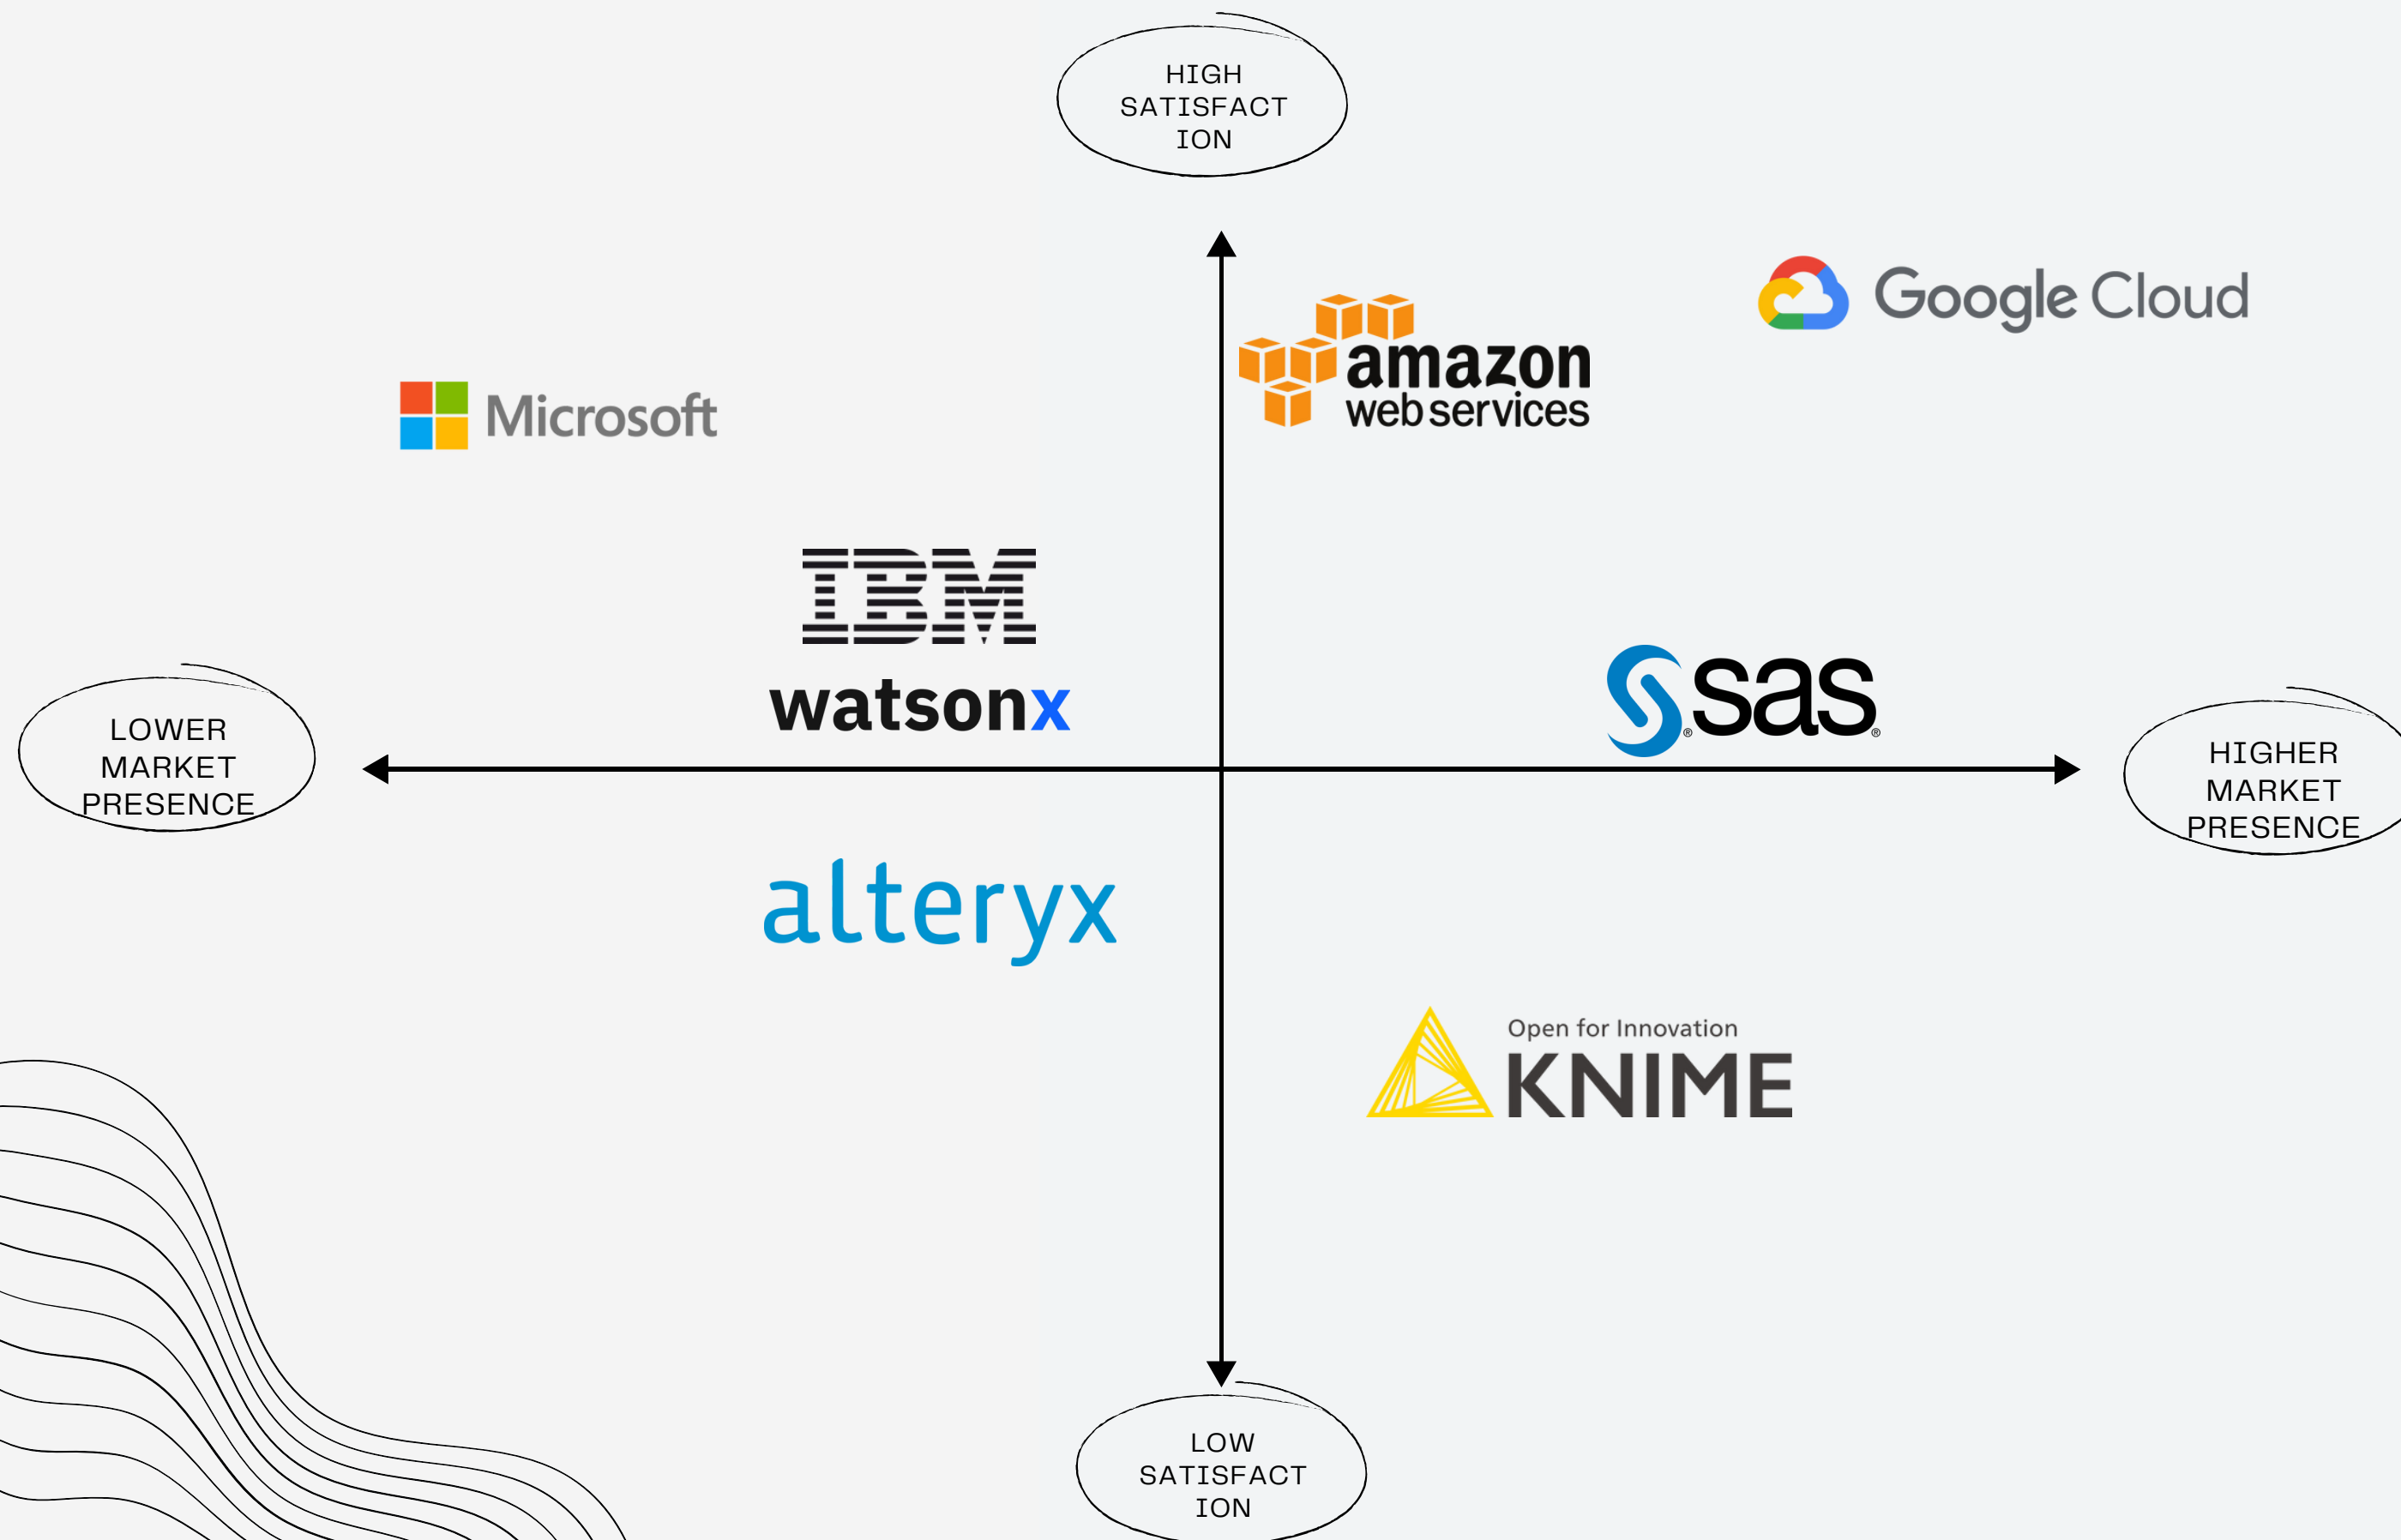 HIGH
SATISFACT
ION
Google Cloud
amazon
web services
Microsoft
IBM
watsonx
sas
® ®
LOWER
MARKET
PRESENCE
HIGHER
MARKET
PRESENCE
alteryx
Open for Innovation
KNIME
LOW
SATISFACT
ION